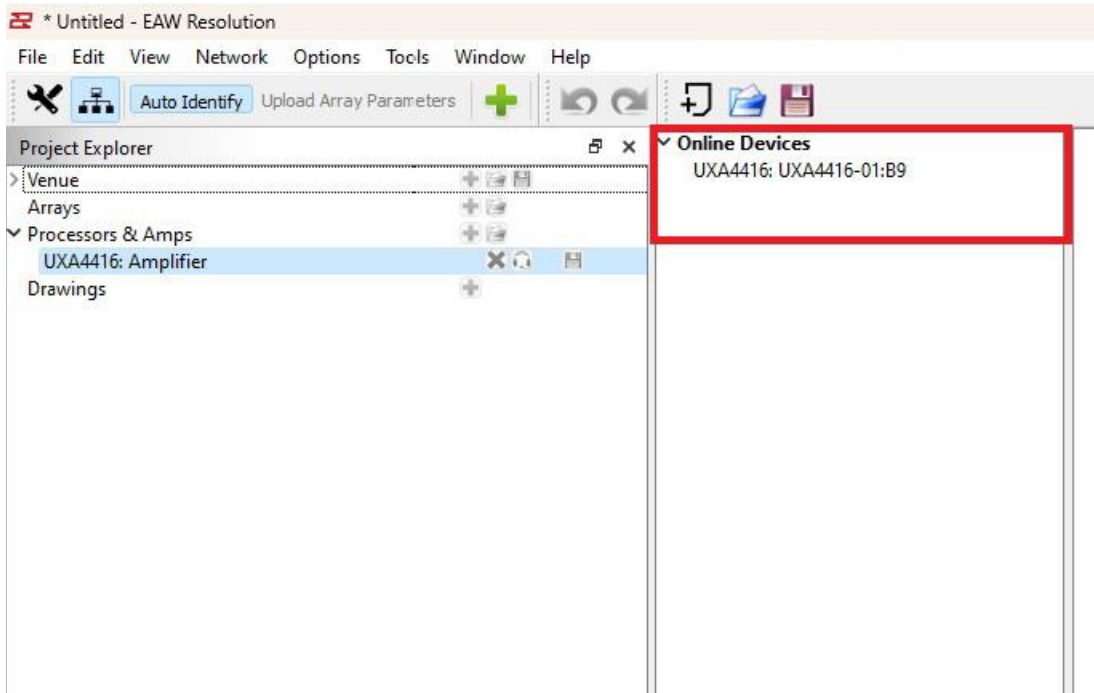 * Untitled - EAW Resolution
File Edit View Network Options Tools Window Help
Auto Identify Upload Array Parameters
Project Explorer
Venue
Arrays
Processors & Amps
UXA4416: Amplifier
Drawings
Online Devices
UXA4416: UXA4416-01:B9